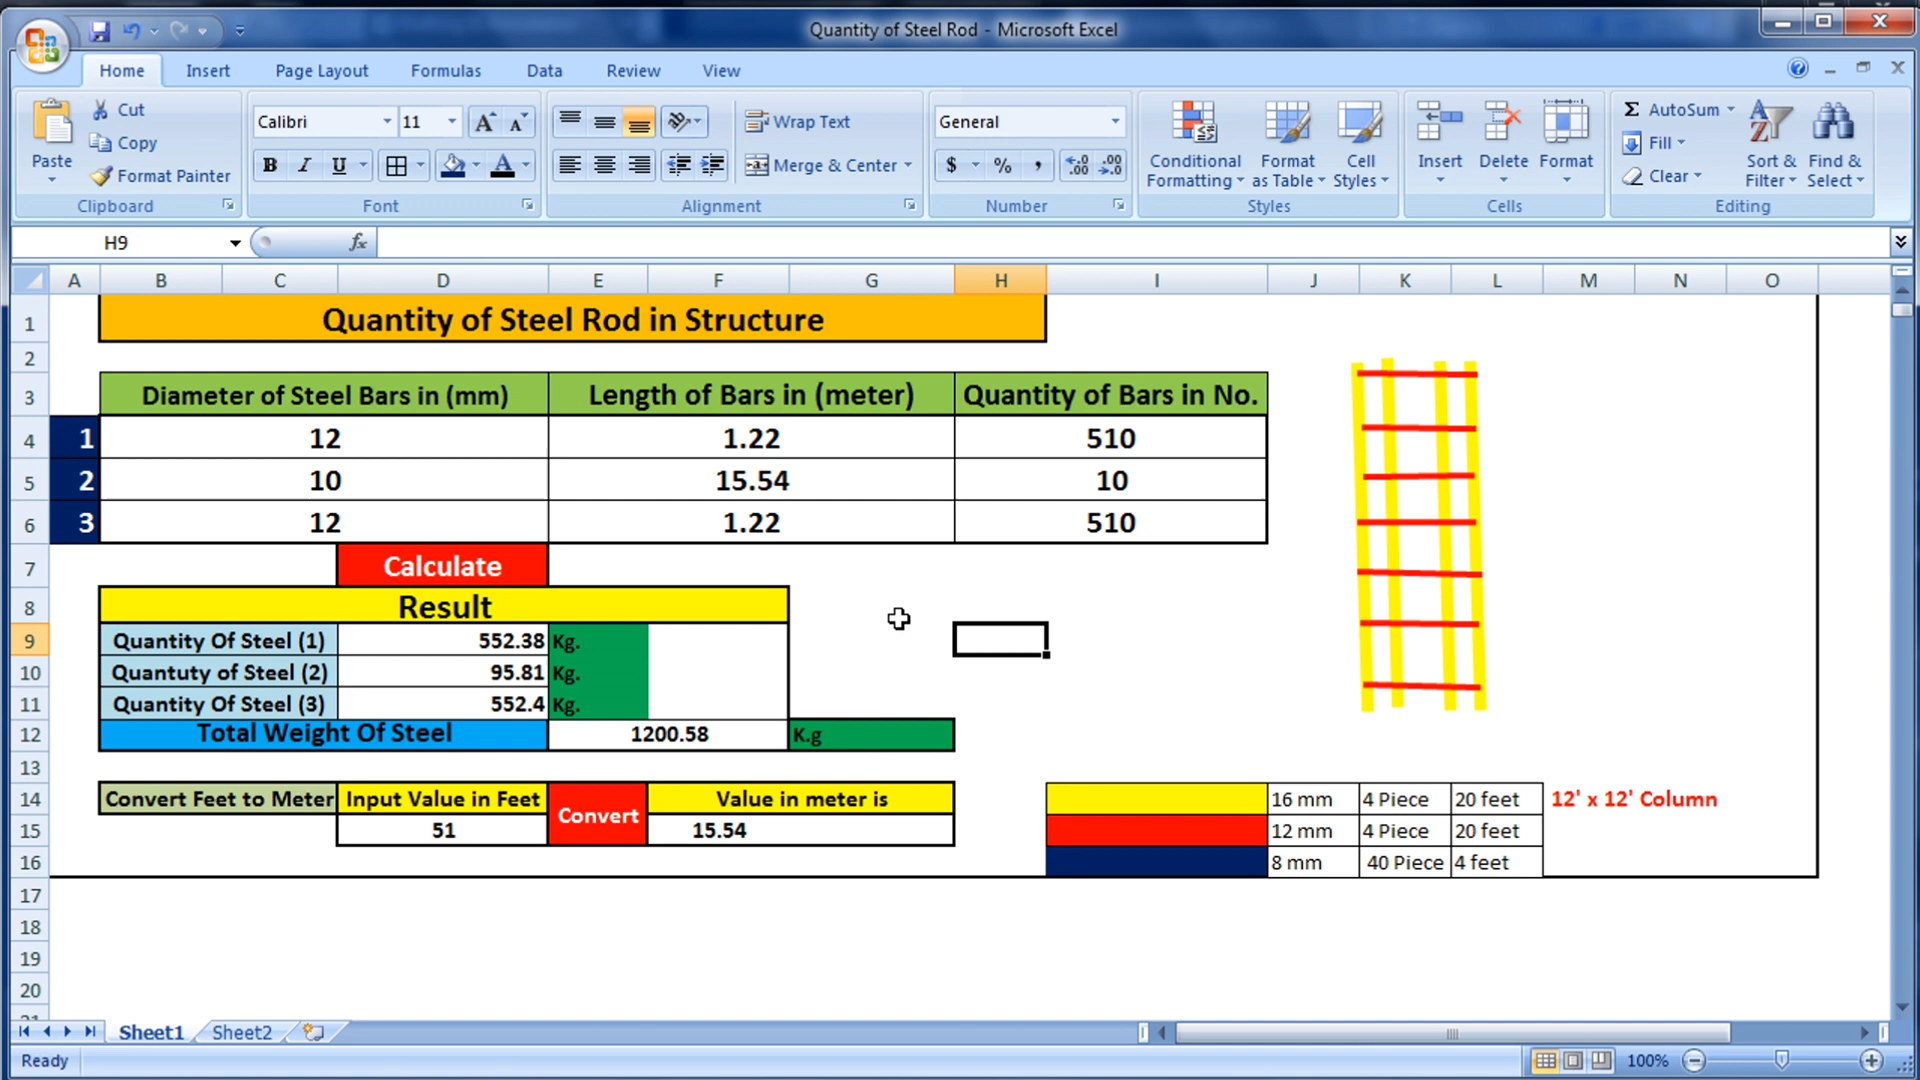 Quantity of Steel Rod - Microsoft Excel
Home Insert Page Layout Formulas Data Review View
Cut
Copy
Format Painter
Paste
Clipboard
Calibri 11
B I U
Font
Wrap Text
Merge & Center
Alignment
General
$ % ,
Number
Conditional Formatting
Format as Table
Cell Styles
Styles
Insert Delete Format
Cells
AutoSum
Fill
Clear
Sort & Filter
Find & Select
Editing
H9 fx
A B C D E F G H I J K L M N O
1 Quantity of Steel Rod in Structure
2
3 Diameter of Steel Bars in (mm) Length of Bars in (meter) Quantity of Bars in No.
4 1 12 1.22 510
5 2 10 15.54 10
6 3 12 1.22 510
7 Calculate
8 Result
9 Quantity Of Steel (1) 552.38 Kg.
10 Quantuty of Steel (2) 95.81 Kg.
11 Quantity Of Steel (3) 552.4 Kg.
12 Total Weight Of Steel 1200.58 K.g
13
14 Convert Feet to Meter Input Value in Feet Convert Value in meter is 16 mm 4 Piece 20 feet 12' x 12' Column
15 51 15.54 12 mm 4 Piece 20 feet
16 8 mm 40 Piece 4 feet
17
18
19
20
21
Sheet1 Sheet2
Ready 100%